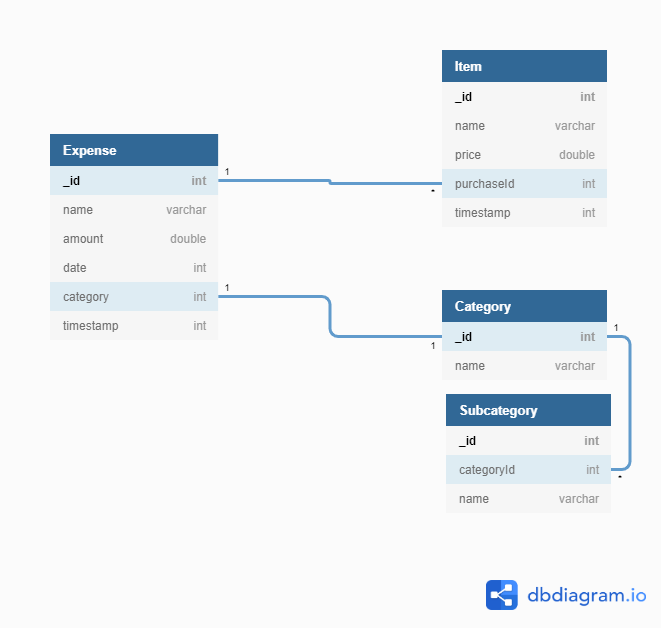 Item
_id int
name varchar
price double
purchaseId int
timestamp int
Expense
_id int
name varchar
amount double
date int
category int
timestamp int
1
*
1
1
Category
_id int
name varchar
1
*
Subcategory
_id int
categoryId int
name varchar
dbdiagram.io